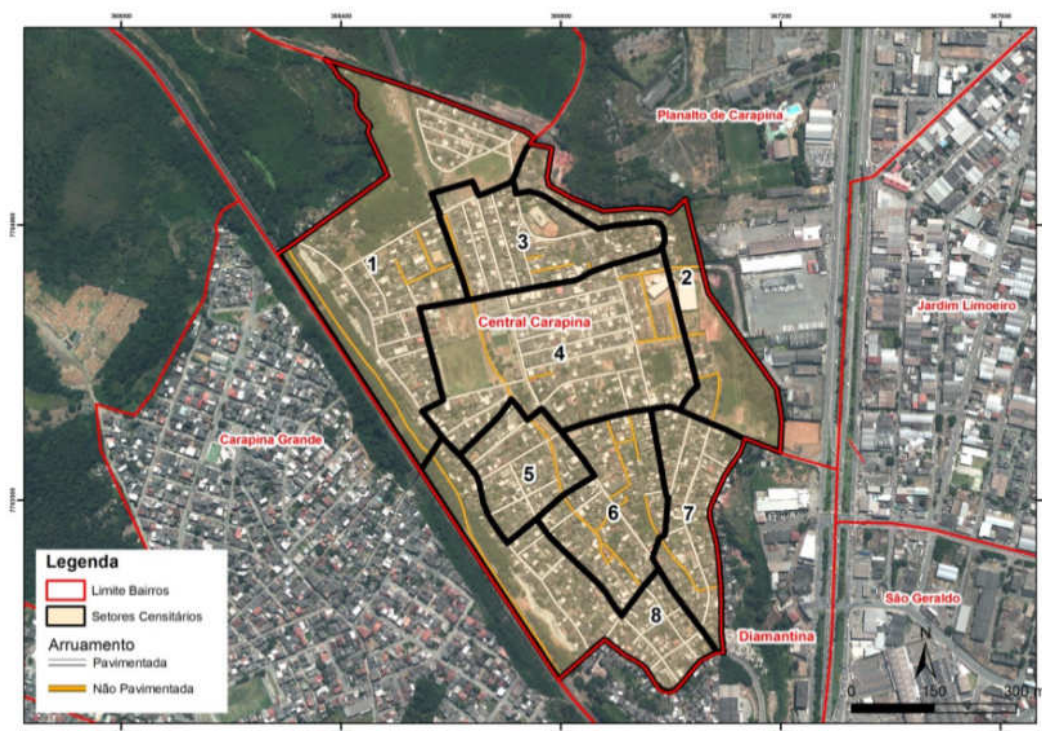 Planalto de Carapina
3
1
2
Central Carapina
Jardim Limoeiro
4
Carapina Grande
5
6
7
Legenda
Limite Bairros
Setores Censitários
Arruamento
Pavimentada
Não Pavimentada
8
São Geraldo
Diamantina
N
0 150 300 m